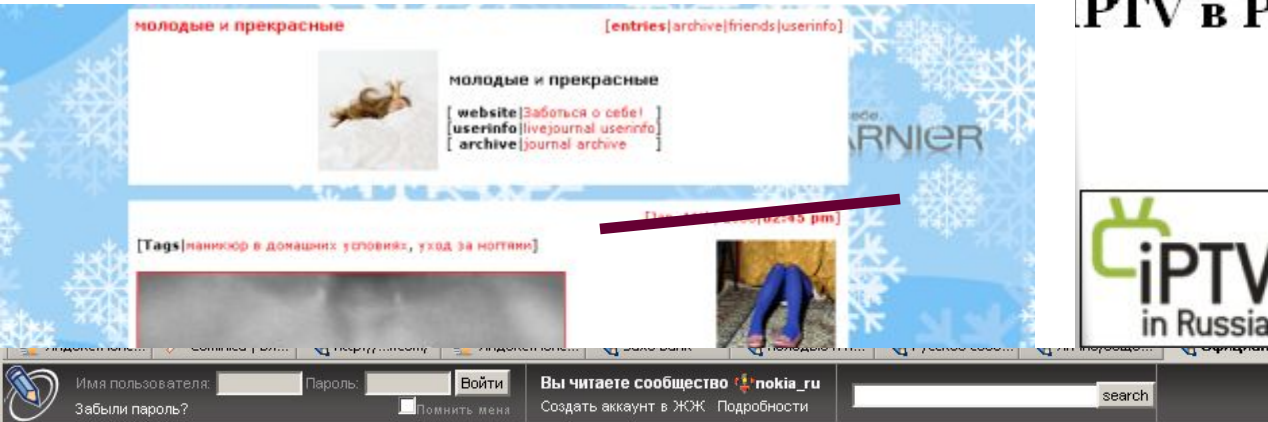 молодые и прекрасные
[entries|archive|friends|userinfo]
молодые и прекрасные
[ website|Заботься о себе! ]
[userinfo|livejournal userinfo]
[ archive|journal archive ]
02:45 pm]
[Tags|маникюр в домашних условиях, уход за ногтями]
IPTV в
iPTV
in Russia
Имя пользователя:
Пароль:
Войти
Забыли пароль?
Помнить меня
Вы читаете сообщество nokia_ru
Создать аккаунт в ЖЖ Подробности
search